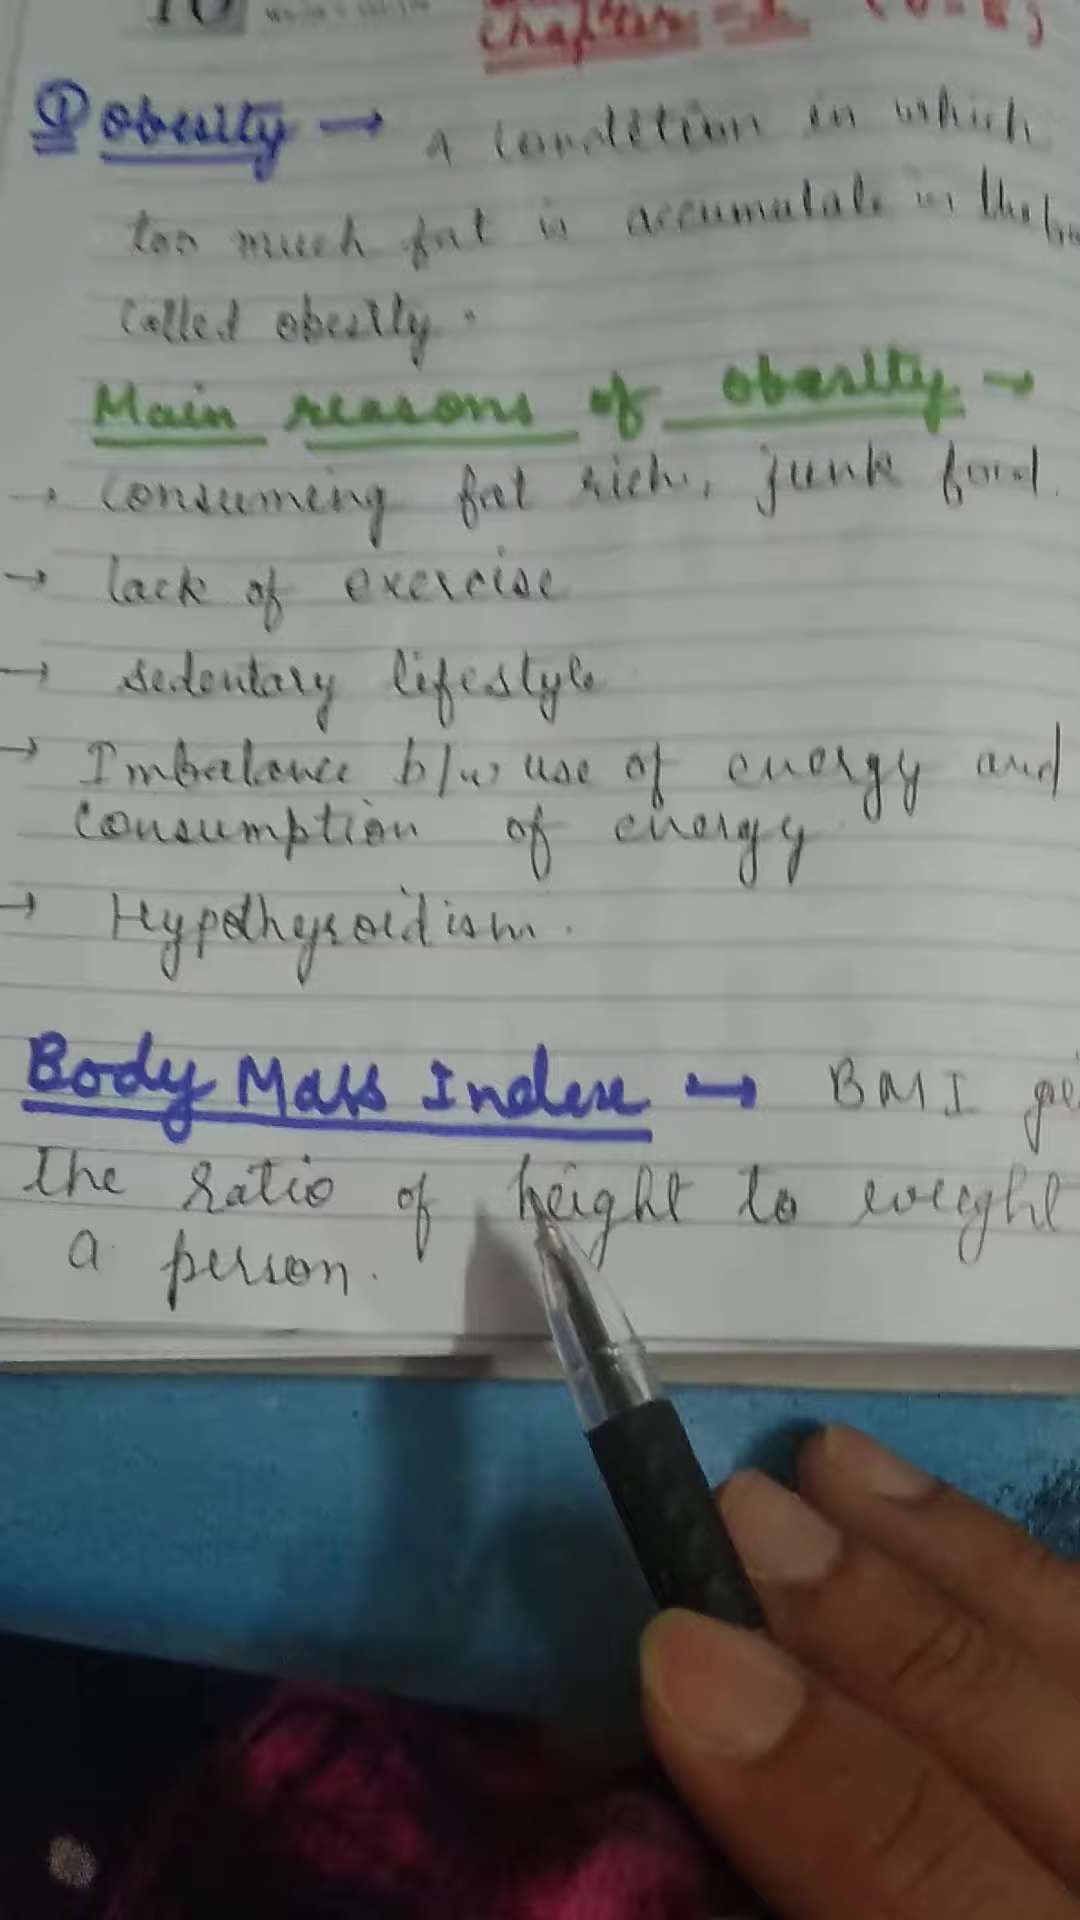 chapter - 1
① obesity → a condition in which
too much fat is accumulate in the
called obesity.
Main reasons of obesity →
→ Consuming fat rich, junk food.
→ lack of exercise
→ sedentary lifestyle
→ Imbalance b/w use of energy and
consumption of energy
→ Hypothyroidism.
Body Mass Index → BMI
the ratio of height to weight
a person.